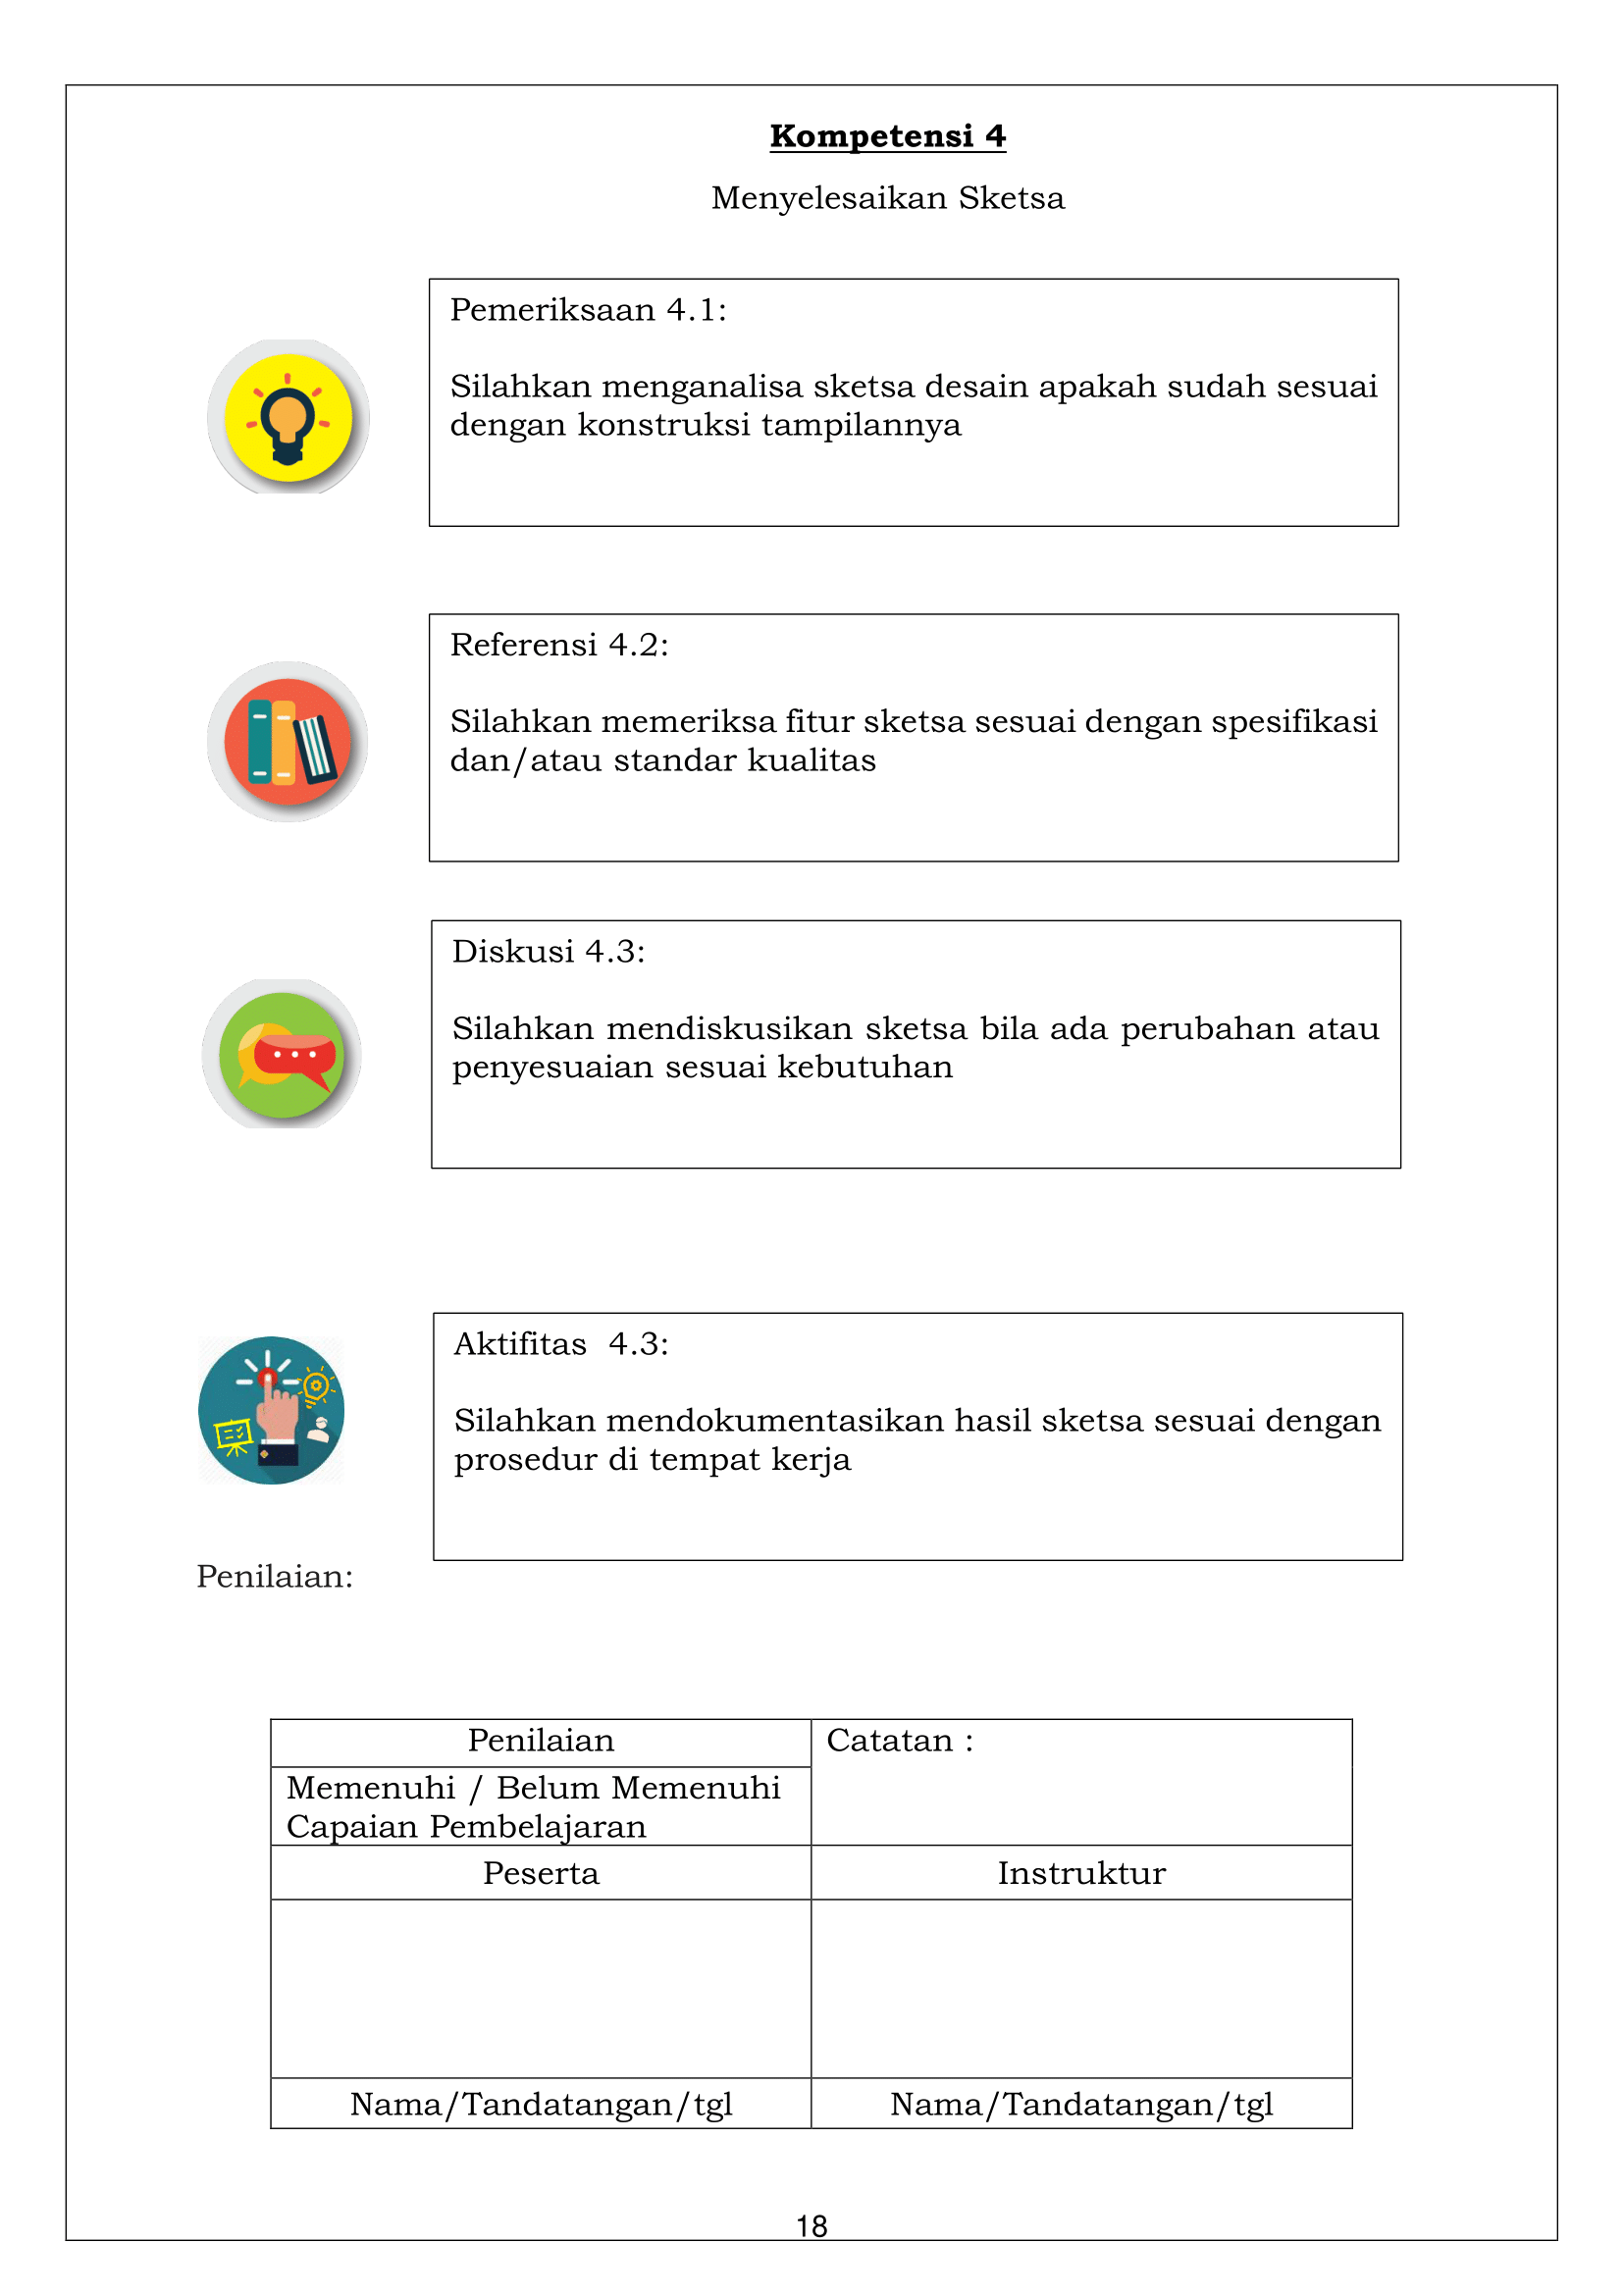 Kompetensi 4
Menyelesaikan Sketsa
Pemeriksaan 4.1:
Silahkan menganalisa sketsa desain apakah sudah sesuai
dengan konstruksi tampilannya
Referensi 4.2:
Silahkan memeriksa fitur sketsa sesuai dengan spesifikasi
dan/atau standar kualitas
Diskusi 4.3:
Silahkan mendiskusikan sketsa bila ada perubahan atau
penyesuaian sesuai kebutuhan
Aktifitas  4.3:
Silahkan mendokumentasikan hasil sketsa sesuai dengan
prosedur di tempat kerja
Penilaian:
Penilaian
Catatan :
Memenuhi / Belum Memenuhi
Capaian Pembelajaran
Peserta
Instruktur
Nama/Tandatangan/tgl
Nama/Tandatangan/tgl
18